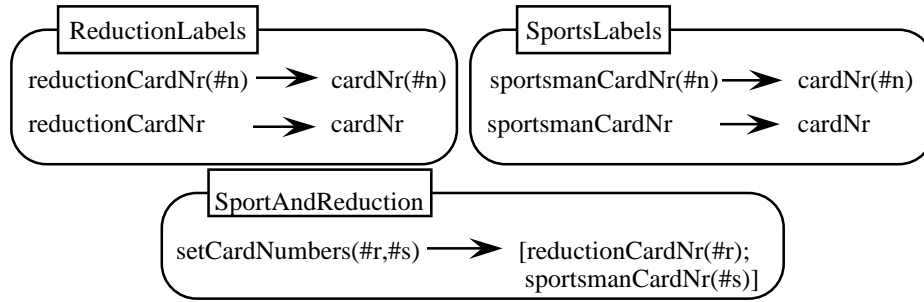 ReductionLabels
reductionCardNr(#n) cardNr(#n)
reductionCardNr cardNr
SportsLabels
sportsmanCardNr(#n) cardNr(#n)
sportsmanCardNr cardNr
SportAndReduction
setCardNumbers(#r,#s) [reductionCardNr(#r);
sportsmanCardNr(#s)]